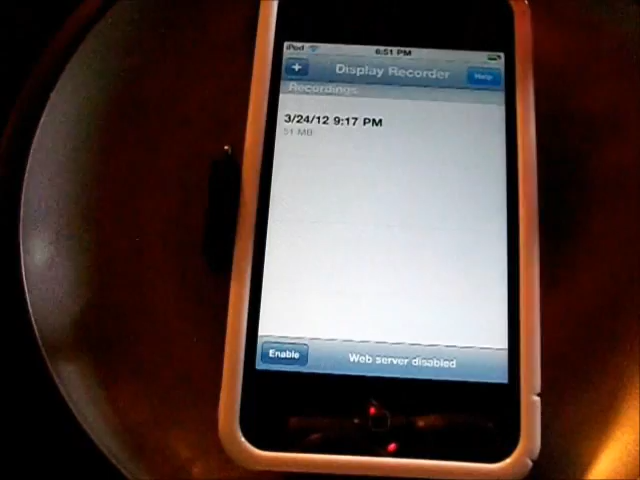 iPod 6:51 PM
+ Display Recorder Help
Recordings
3/24/12 9:17 PM
51 MB
Enable Web server disabled